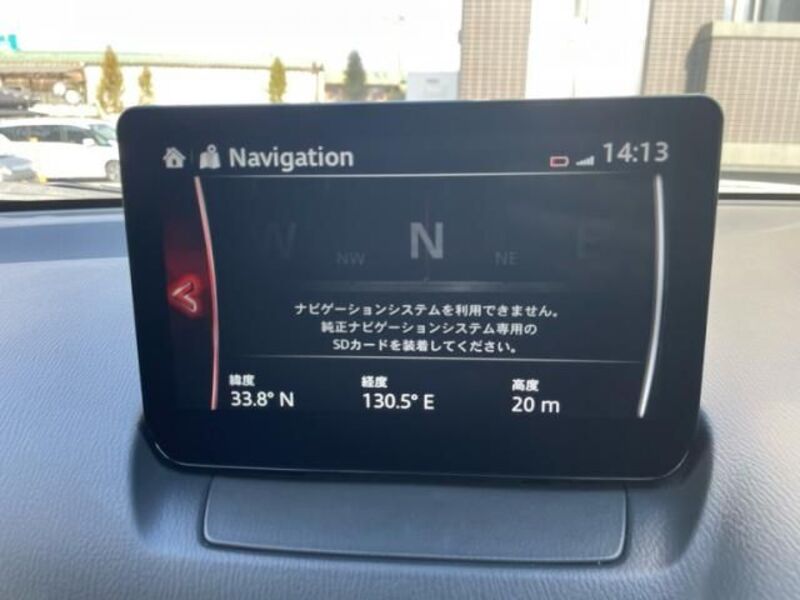 Navigation
14:13
W NW N NE E
ナビゲーションシステムを利用できません。
純正ナビゲーションシステム専用の
SDカードを装着してください。
緯度 経度 高度
33.8° N 130.5° E 20 m